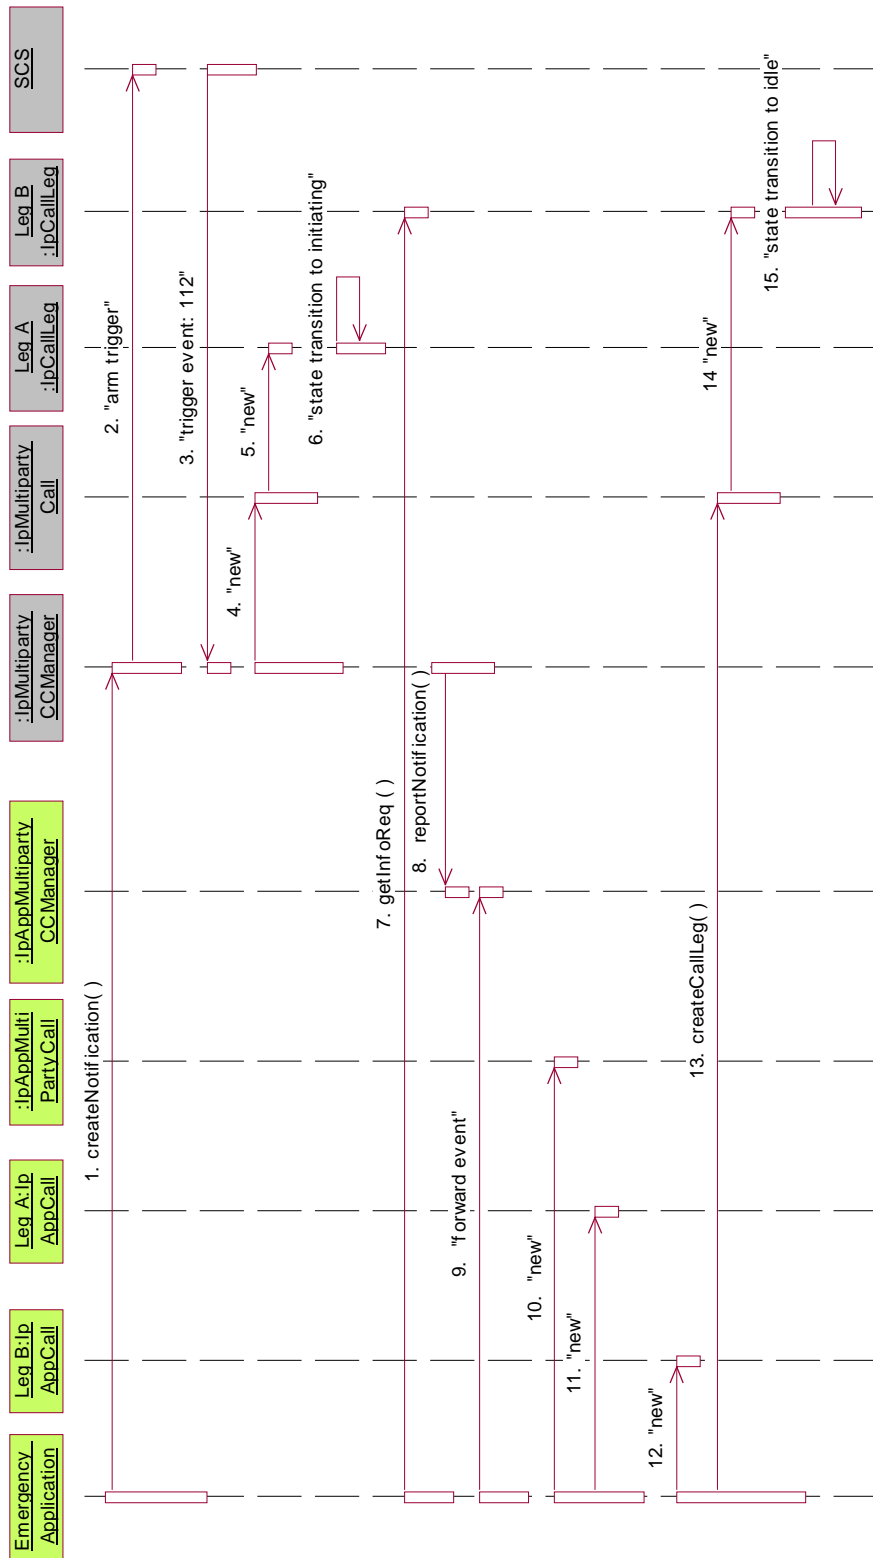 Emergency
Application
Leg B:Ip
AppCall
Leg A:Ip
AppCall
:IpAppMulti
PartyCall
:IpAppMultiparty
CCManager
:IpMultiparty
CCManager
:IpMultiparty
Call
Leg A
:IpCallLeg
Leg B
:IpCallLeg
SCS
1. createNotification( )
2. "arm trigger"
3. "trigger event: 112"
4. "new"
5. "new"
6. "state transition to initiating"
7. getInfoReq ( )
8. reportNotification( )
9. "forward event"
10. "new"
11. "new"
12. "new"
13. createCallLeg( )
14 "new"
15. "state transition to idle"